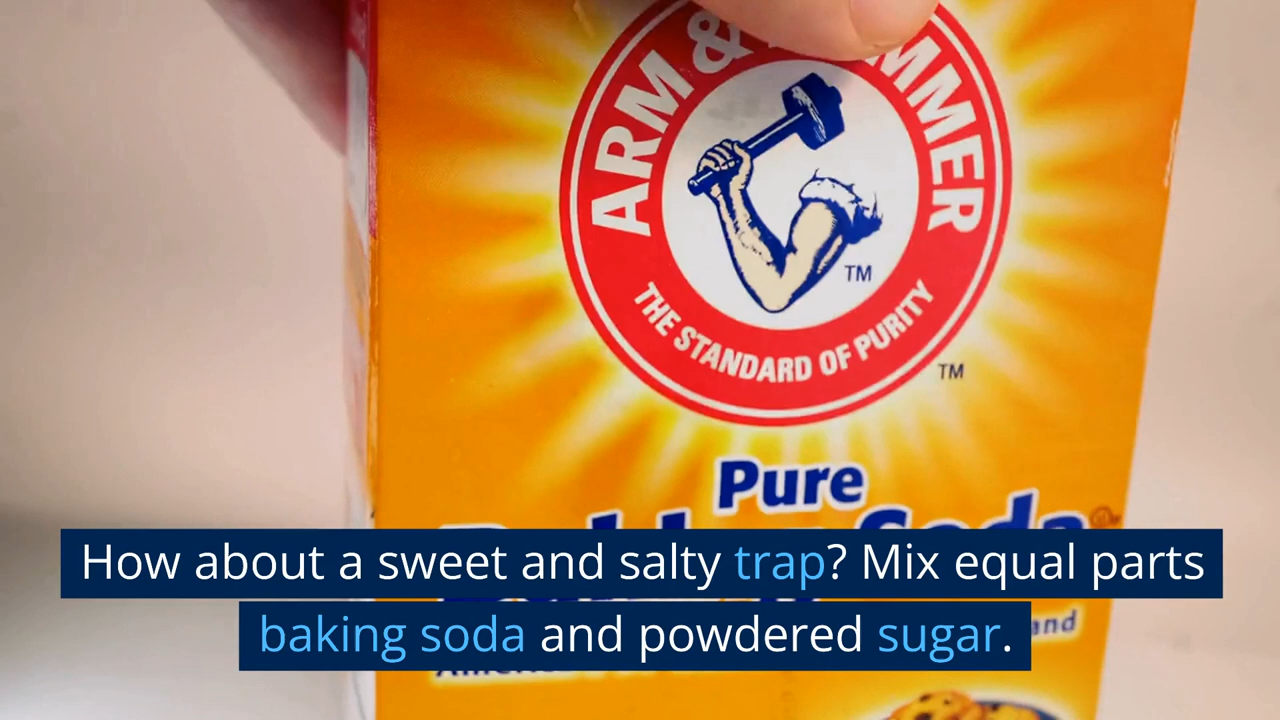 ARM & HAMMER
TM
THE STANDARD OF PURITY
TM
Pure
How about a sweet and salty trap? Mix equal parts
baking soda and powdered sugar.
and